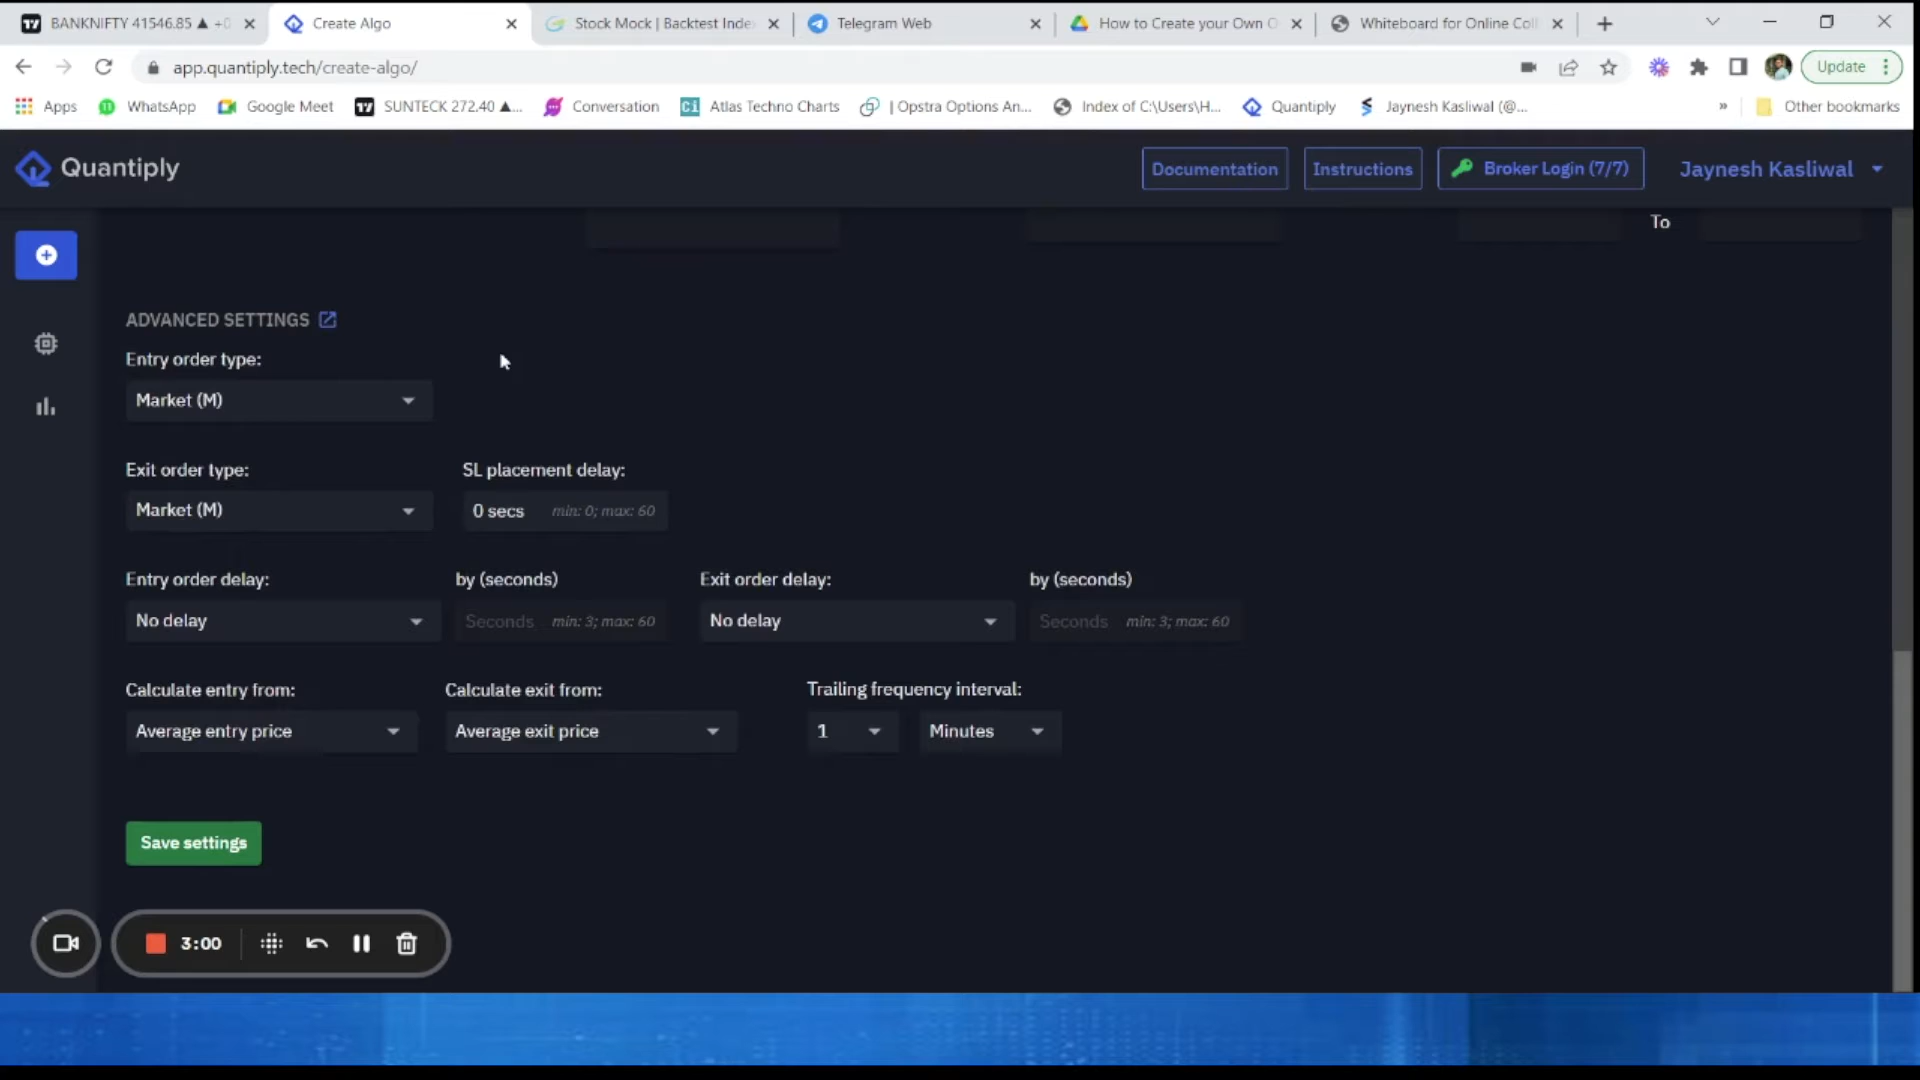 BANKNIFTY 41546.85 ▲ +0
Create Algo
Stock Mock | Backtest Inde
Telegram Web
How to Create your Own O
Whiteboard for Online Coll
app.quantiply.tech/create-algo/
Update
Apps
WhatsApp
Google Meet
SUNTECK 272.40 ▲...
Conversation
Atlas Techno Charts
| Opstra Options An...
Index of C:\Users\H...
Quantiply
Jaynesh Kasliwal (@...
»
Other bookmarks
Quantiply
Documentation
Instructions
Broker Login (7/7)
Jaynesh Kasliwal
To
ADVANCED SETTINGS
Entry order type:
Market (M)
Exit order type:
SL placement delay:
Market (M)
0 secs min: 0; max: 60
Entry order delay:
by (seconds)
Exit order delay:
by (seconds)
No delay
Seconds min: 3; max: 60
No delay
Seconds min: 3; max: 60
Calculate entry from:
Calculate exit from:
Trailing frequency interval:
Average entry price
Average exit price
1
Minutes
Save settings
3:00